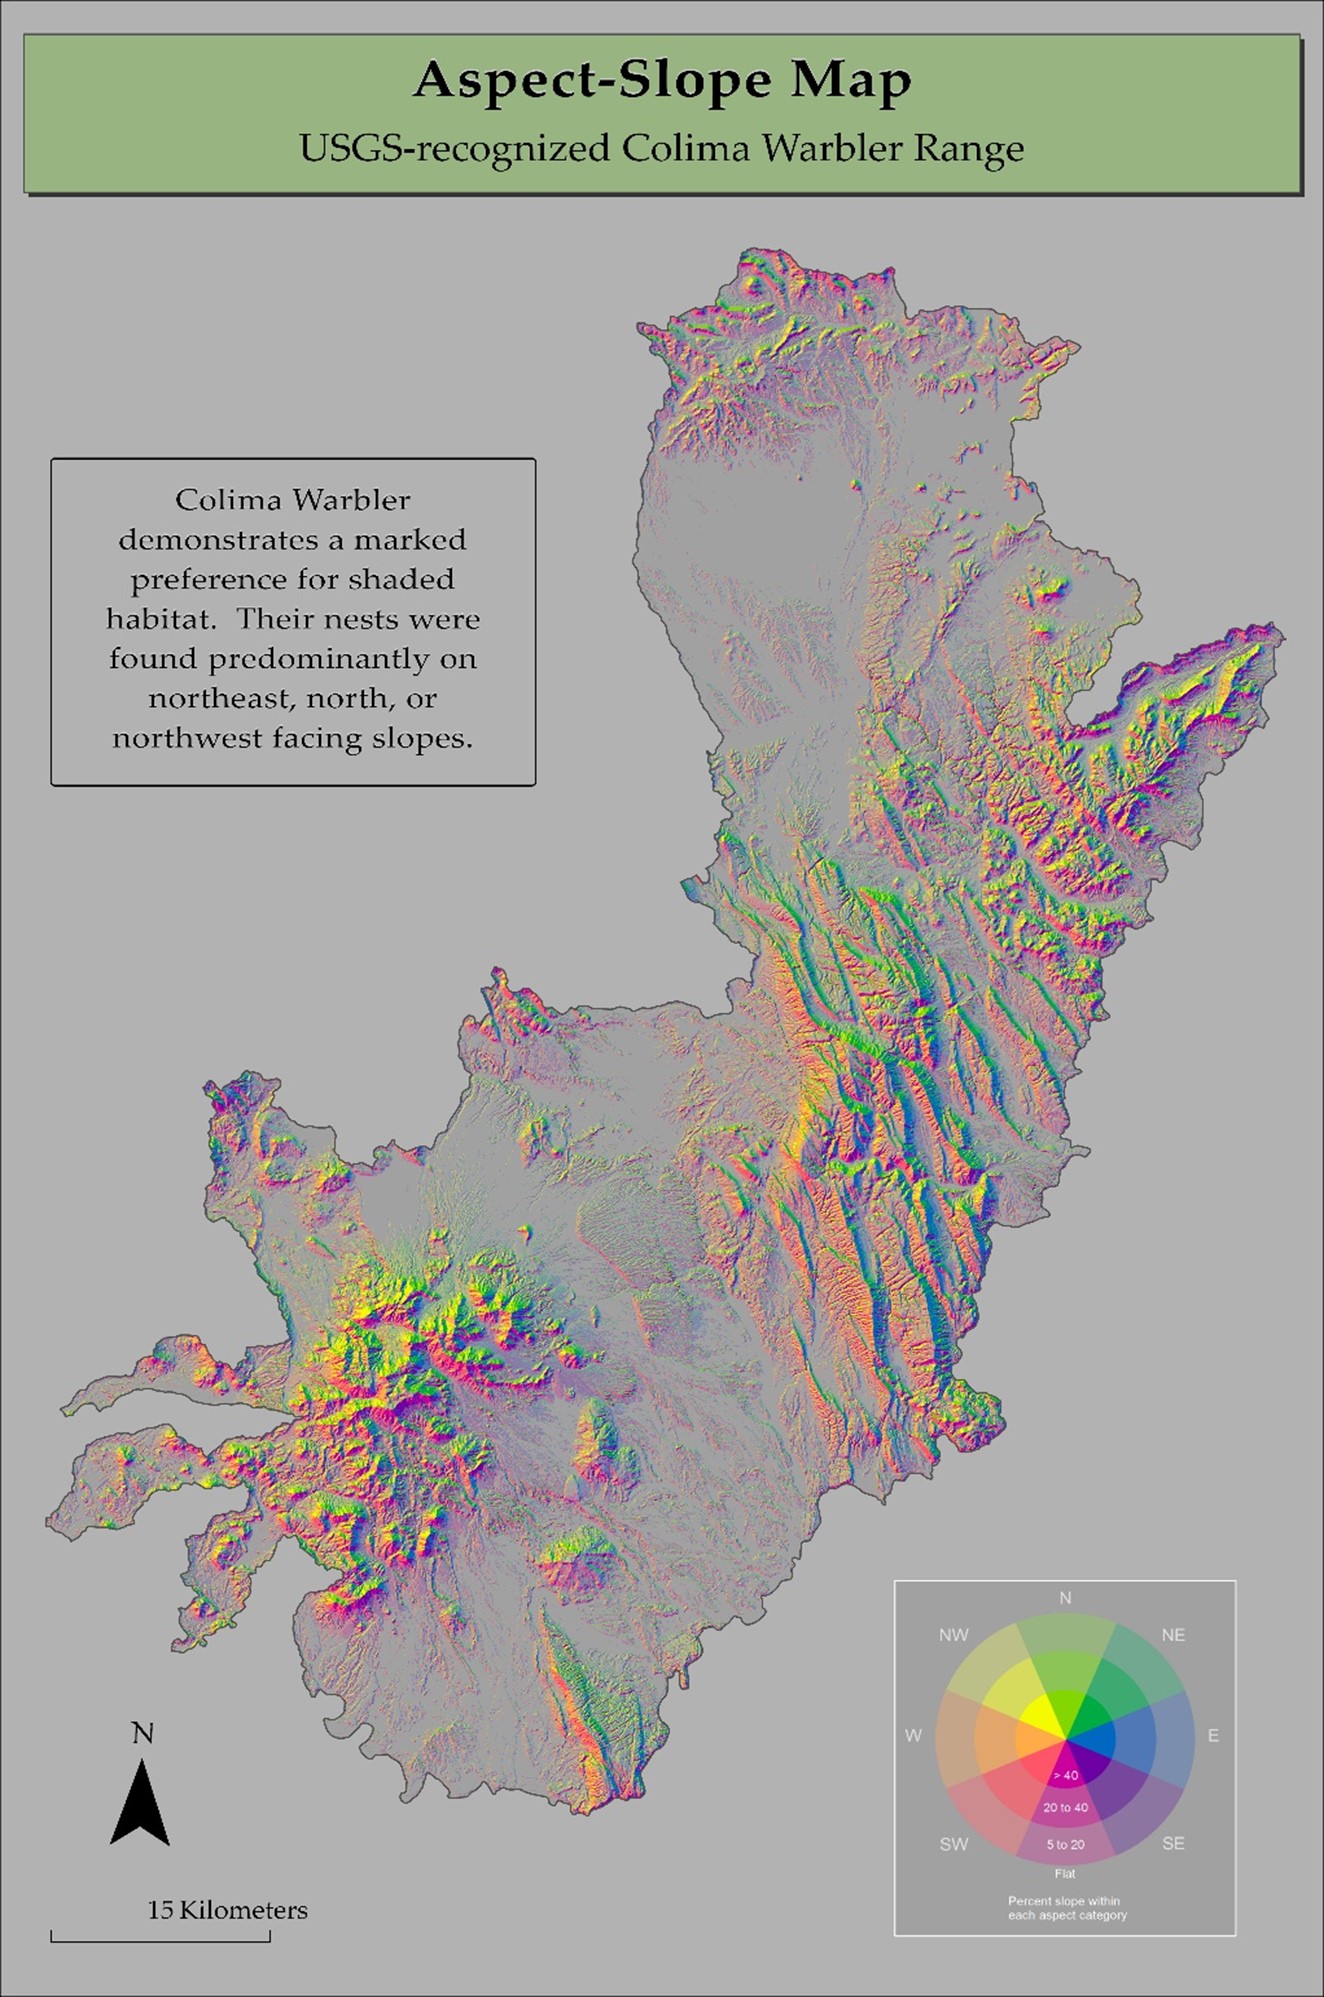 Aspect-Slope Map
USGS-recognized Colima Warbler Range
Colima Warbler
demonstrates a marked
preference for shaded
habitat.  Their nests were
found predominantly on
northeast, north, or
northwest facing slopes.
N
15 Kilometers
N
NW
NE
W
E
> 40
20 to 40
SW
5 to 20
SE
Flat
Percent slope within
each aspect category